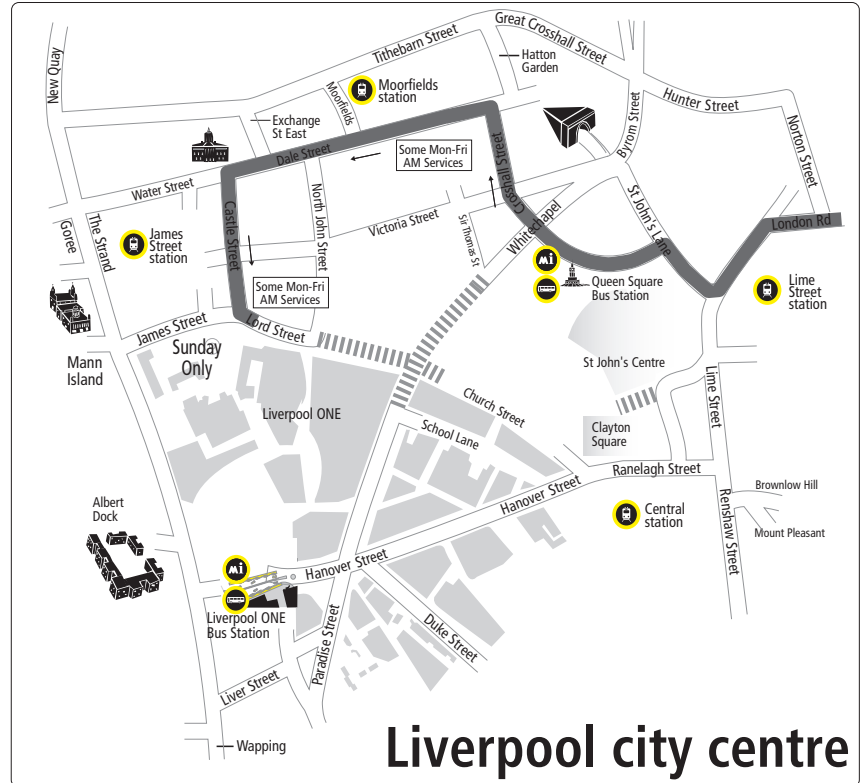 Great Crosshall Street
Tithebarn Street
New Quay
Hatton
Garden
Moorfields
station
Moorfields
Hunter Street
Exchange
St East
Byrom Street
Norton Street
Some Mon-Fri
AM Services
Dale Street
Crosshall Street
Water Street
St John's Lane
London Rd
Goree
The Strand
Castle Street
North John Street
Victoria Street
Sir Thomas St
Whitechapel
James
Street
station
mi
Queen Square
Bus Station
Lime
Street
station
Some Mon-Fri
AM Services
James Street
Lord Street
Sunday
Only
Mann
Island
St John's Centre
Lime Street
Liverpool ONE
Church Street
School Lane
Clayton
Square
Ranelagh Street
Hanover Street
Brownlow Hill
Renshaw Street
Mount Pleasant
Central
station
Albert
Dock
mi
Hanover Street
Liverpool ONE
Bus Station
Paradise Street
Duke Street
Liver Street
Wapping
Liverpool city centre